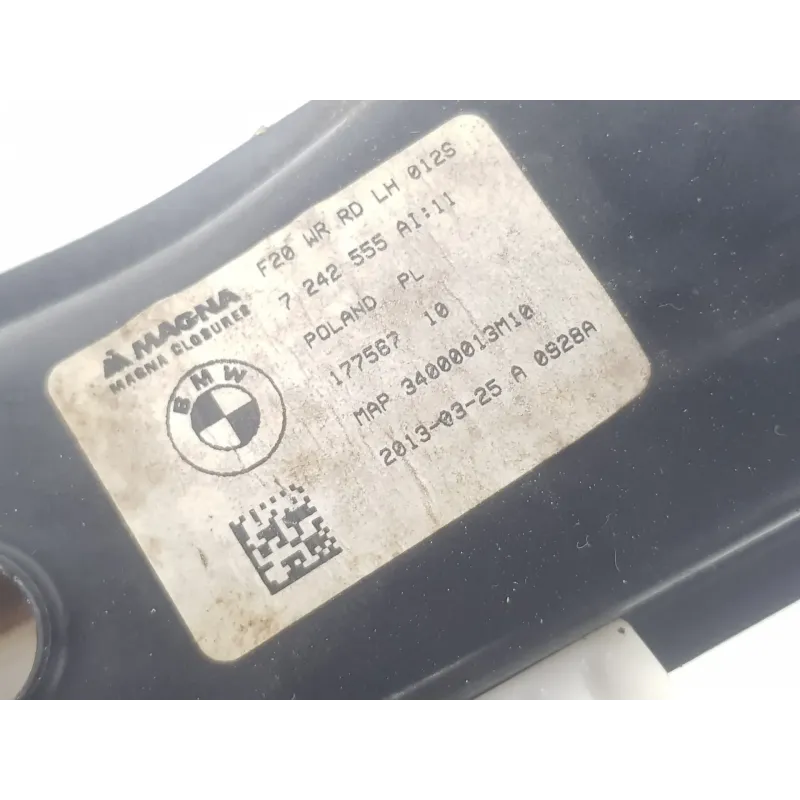 MAGNA
MAGNA CLOSURES
BMW
F20 WR RD LH 012S
7 242 555 AI:11
POLAND PL
177567 10
MAP 34000013M10
2013-03-25 A 0928A